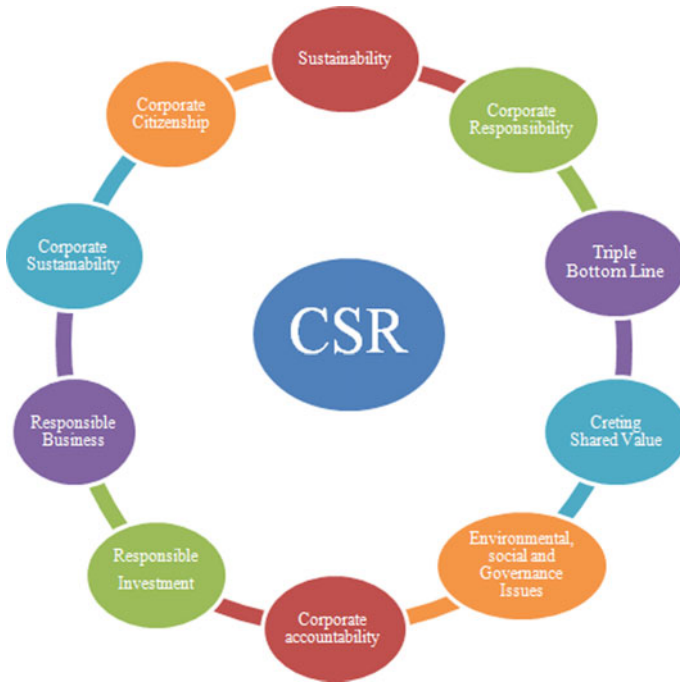 Sustainability
Corporate
Responsiibility
Triple
Bottom Line
Creting
Shared Value
Environmental,
social and
Governance
Issues
Corporate
accountability
Responsible
Investment
Responsible
Business
Corporate
Sustainability
Corporate
Citizenship
CSR